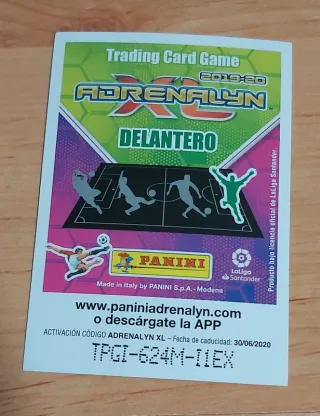 Trading Card Game
2019-20
ADRENALYN
XL
DELANTERO
PANINI
LaLiga
Santander
Made in Italy by PANINI S.p.A. - Modena
Producto bajo licencia oficial de LaLiga Santander.
www.paniniadrenalyn.com
o descárgate la APP
ACTIVACIÓN CÓDIGO ADRENALYN XL – Fecha de caducidad: 30/06/2020
TPGI-624M-I1EX